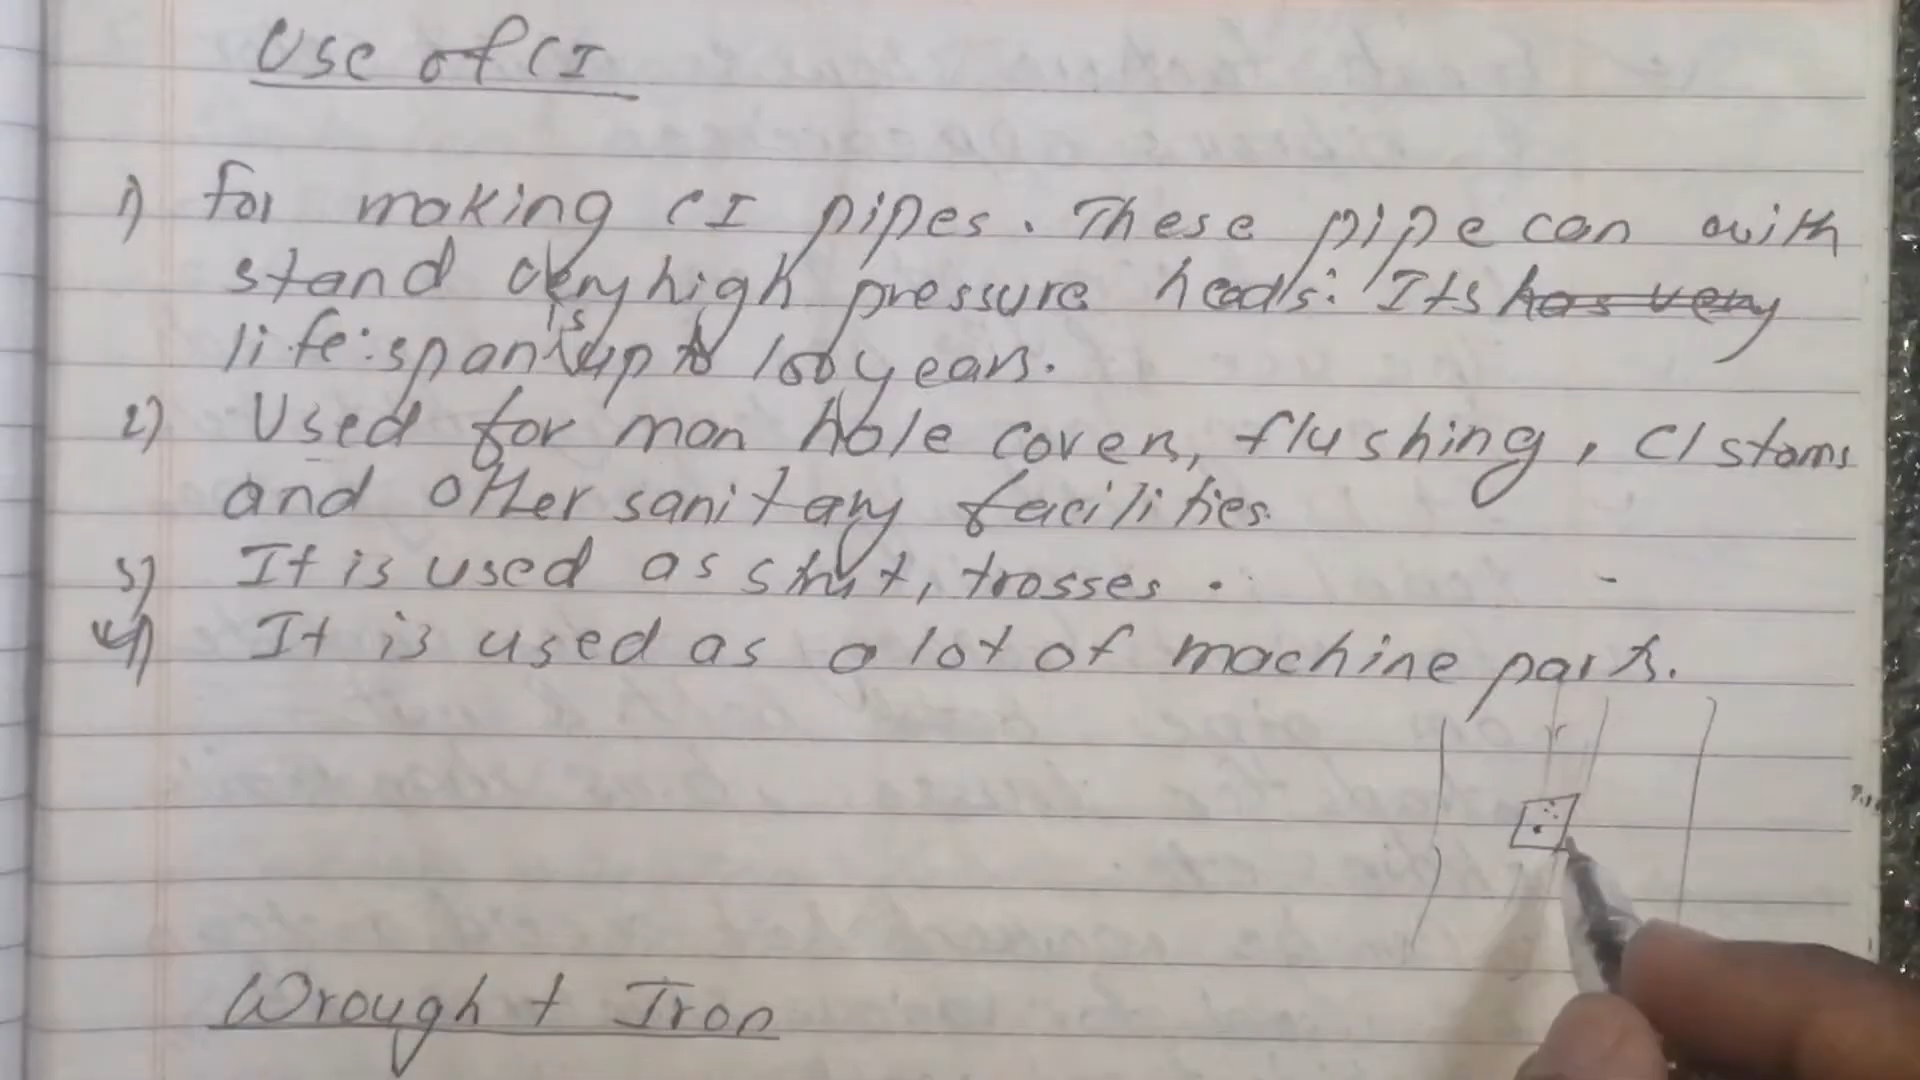 Use of CI
1) for making CI pipes. These pipe can with
stand very high pressure heads. Its has very
life span is up to 100 years.
2) Used for man hole covers, flushing, cistoms
and other sanitary facilities.
3) It is used as strut, trosses.
4) It is used as a lot of machine parts.
Wrought Iron